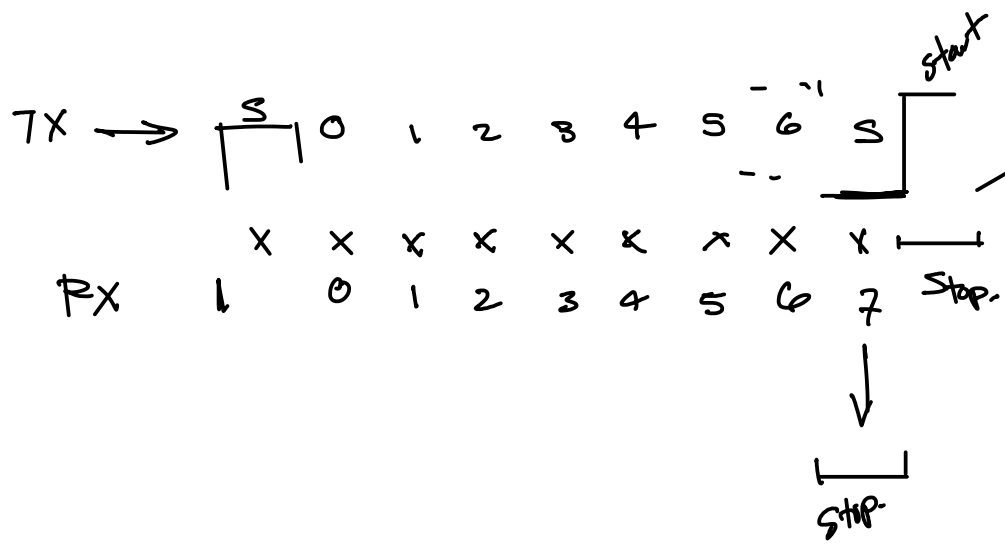 start
TX → S 0 1 2 3 4 5 6 S
x x x x x x x x x
RX 1 0 1 2 3 4 5 6 7 Stop.
stop.